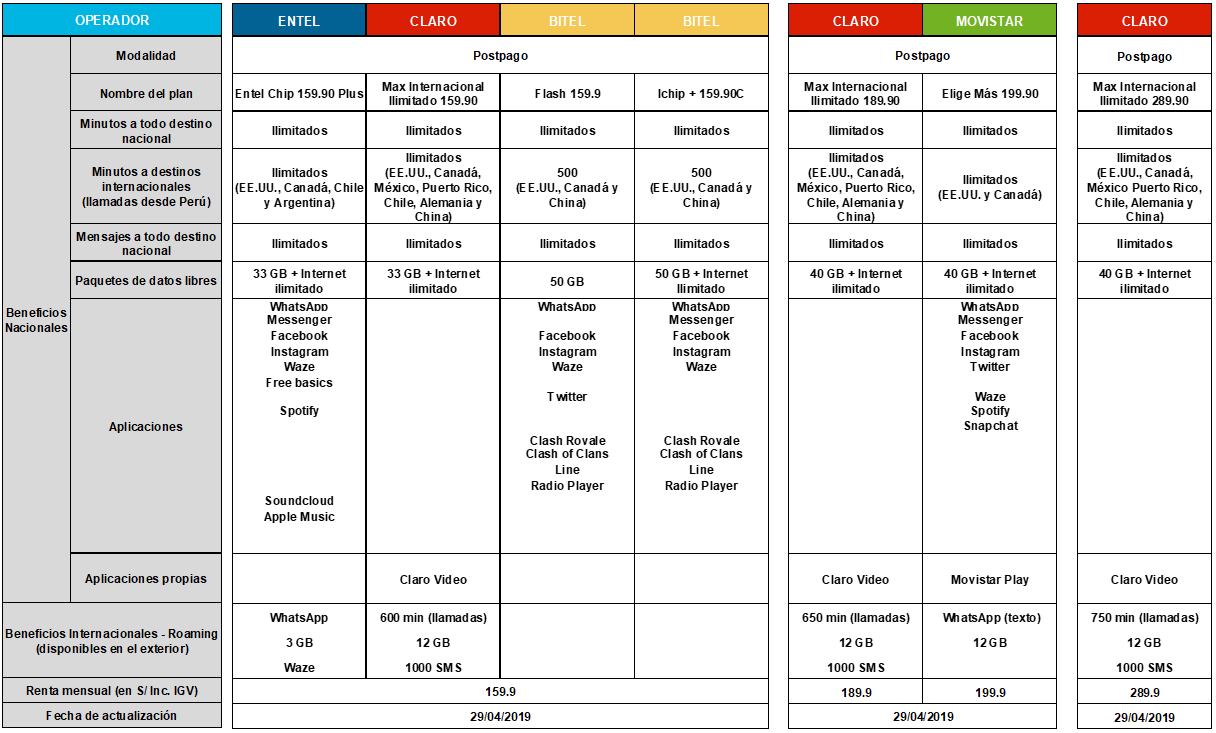 OPERADOR ENTEL CLARO BITEL BITEL CLARO MOVISTAR CLARO
Modalidad Postpago Postpago Postpago
Nombre del plan Entel Chip 159.90 Plus Max Internacional Ilimitado 159.90 Flash 159.9 Ichip + 159.90C Max Internacional Ilimitado 189.90 Elige Más 199.90 Max Internacional Ilimitado 289.90
Minutos a todo destino nacional Ilimitados Ilimitados Ilimitados Ilimitados Ilimitados Ilimitados Ilimitados
Minutos a destinos internacionales (llamadas desde Perú)
Ilimitados (EE.UU., Canadá, Chile y Argentina)
Ilimitados (EE.UU., Canadá, México, Puerto Rico, Chile, Alemania y China)
500 (EE.UU., Canadá y China)
500 (EE.UU., Canadá y China)
Ilimitados (EE.UU., Canadá, México, Puerto Rico, Chile, Alemania y China)
Ilimitados (EE.UU. y Canadá)
Ilimitados (EE.UU., Canadá, México Puerto Rico, Chile, Alemania y China)
Mensajes a todo destino nacional Ilimitados Ilimitados Ilimitados Ilimitados Ilimitados Ilimitados Ilimitados
Paquetes de datos libres 33 GB + Internet ilimitado 33 GB + Internet ilimitado 50 GB 50 GB + Internet Ilimitado 40 GB + Internet ilimitado 40 GB + Internet ilimitado 40 GB + Internet ilimitado
Beneficios Nacionales
Aplicaciones
WhatsApp WhatsApp WhatsApp WhatsApp
Messenger Messenger Messenger
Facebook Facebook Facebook Facebook
Instagram Instagram Instagram Instagram
Waze Waze Waze Twitter
Free basics
Twitter Waze
Spotify Spotify
Snapchat
Clash Royale Clash Royale
Clash of Clans Clash of Clans
Line Line
Radio Player Radio Player
Soundcloud
Apple Music
Aplicaciones propias Claro Video Claro Video Movistar Play Claro Video
Beneficios Internacionales - Roaming (disponibles en el exterior)
WhatsApp 600 min (llamadas) 650 min (llamadas) WhatsApp (texto) 750 min (llamadas)
3 GB 12 GB 12 GB 12 GB 12 GB
Waze 1000 SMS 1000 SMS 1000 SMS
Renta mensual (en S/ Inc. IGV) 159.9 189.9 199.9 289.9
Fecha de actualización 29/04/2019 29/04/2019 29/04/2019